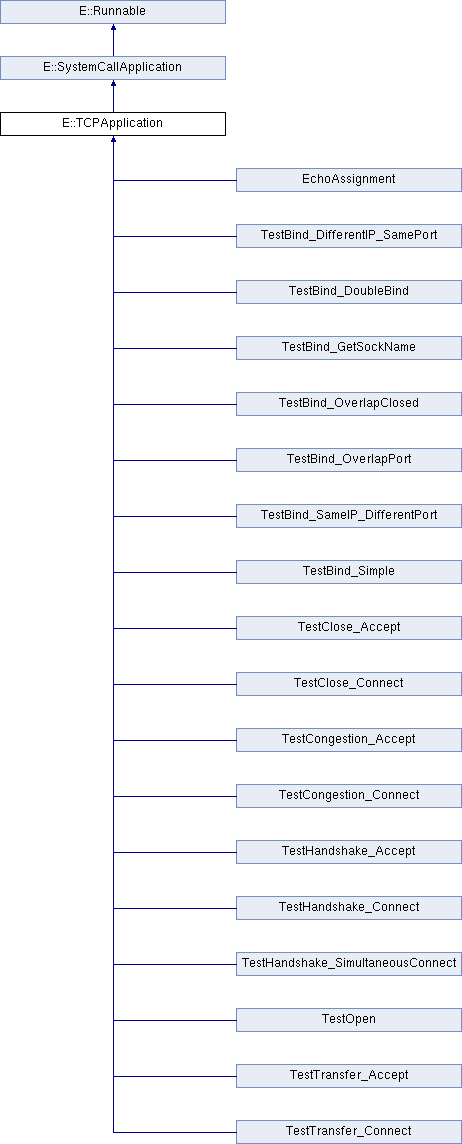 E::Runnable
E::SystemCallApplication
E::TCPApplication
EchoAssignment
TestBind_DifferentIP_SamePort
TestBind_DoubleBind
TestBind_GetSockName
TestBind_OverlapClosed
TestBind_OverlapPort
TestBind_SameIP_DifferentPort
TestBind_Simple
TestClose_Accept
TestClose_Connect
TestCongestion_Accept
TestCongestion_Connect
TestHandshake_Accept
TestHandshake_Connect
TestHandshake_SimultaneousConnect
TestOpen
TestTransfer_Accept
TestTransfer_Connect